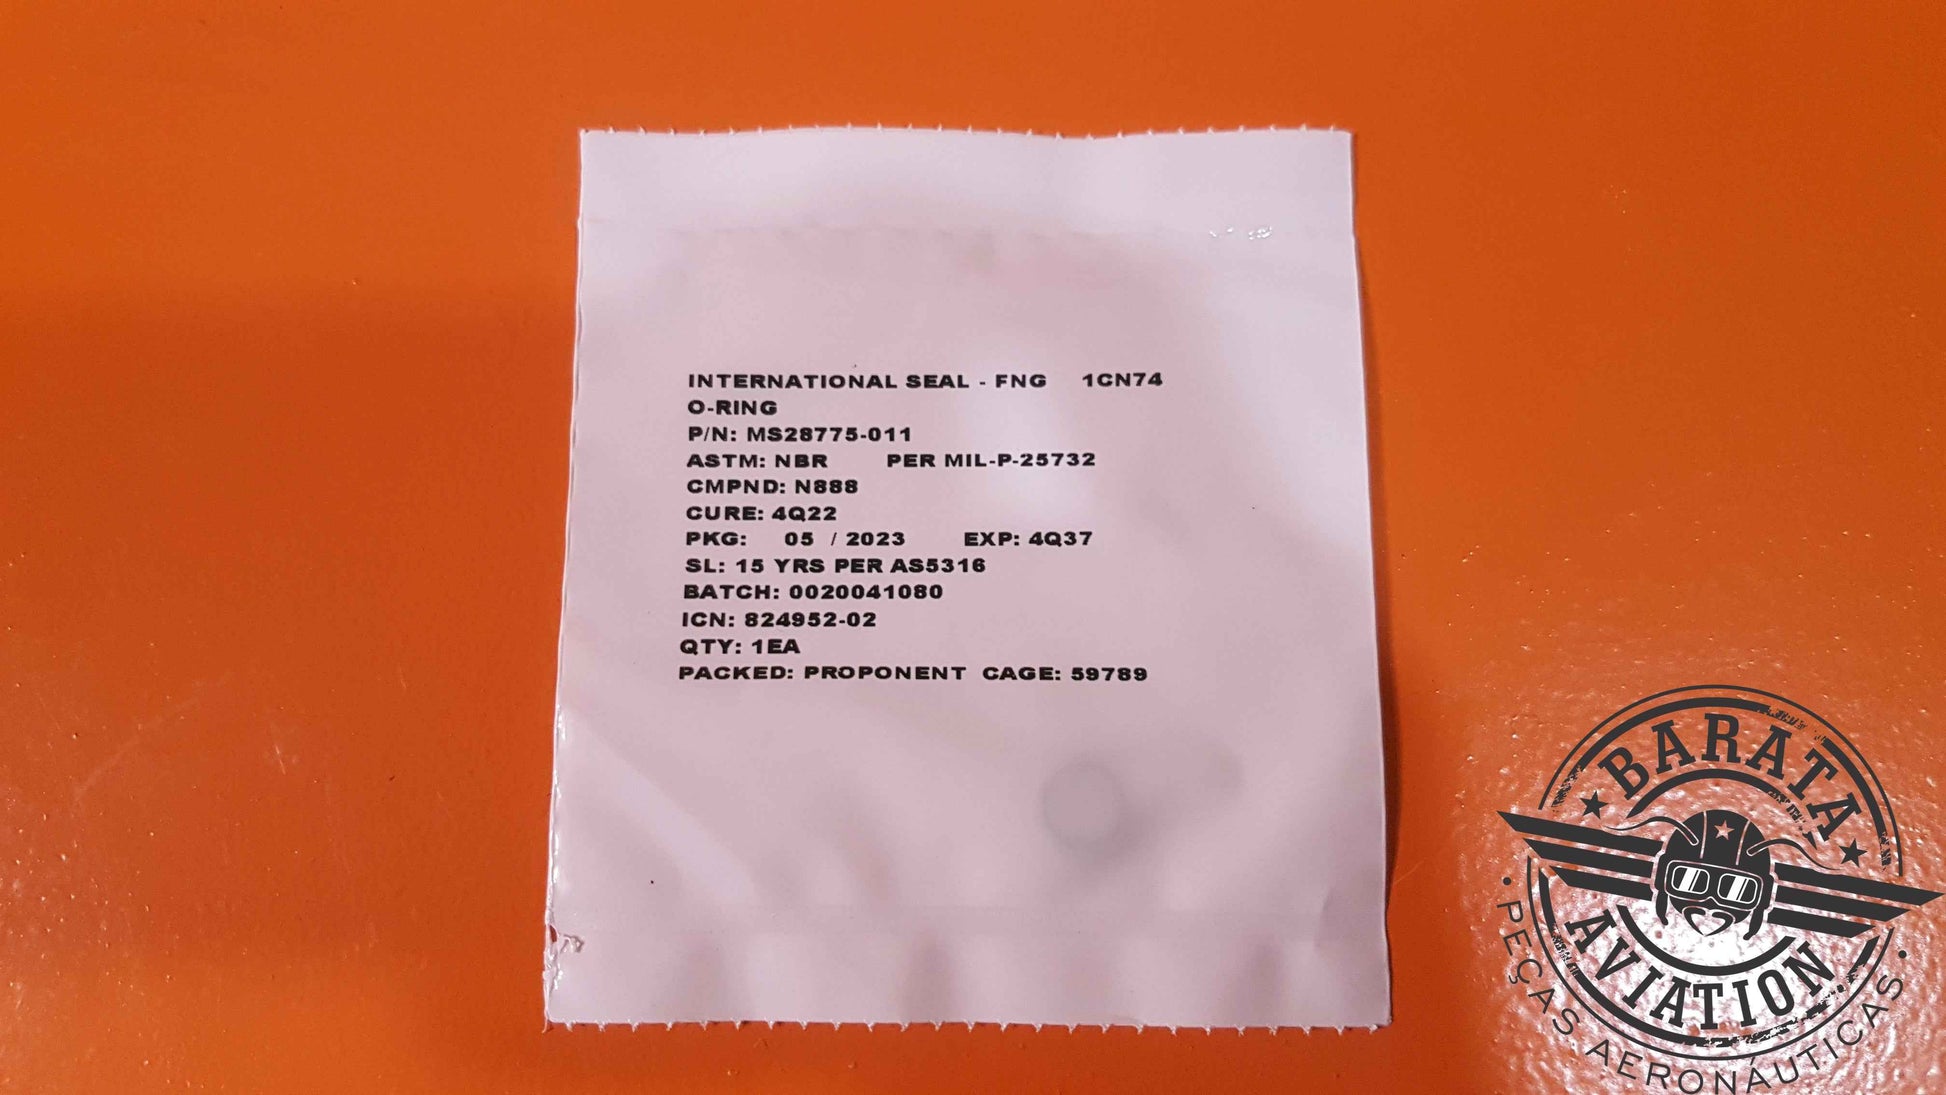 INTERNATIONAL SEAL - FNG 1CN74
O-RING
P/N: MS28775-011
ASTM: NBR PER MIL-P-25732
CMPND: N888
CURE: 4Q22
PKG: 05 / 2023 EXP: 4Q37
SL: 15 YRS PER AS5316
BATCH: 0020041080
ICN: 824952-02
QTY: 1EA
PACKED: PROPONENT CAGE: 59789
BARATA
AVIATION
• PEÇAS AERONÁUTICAS •